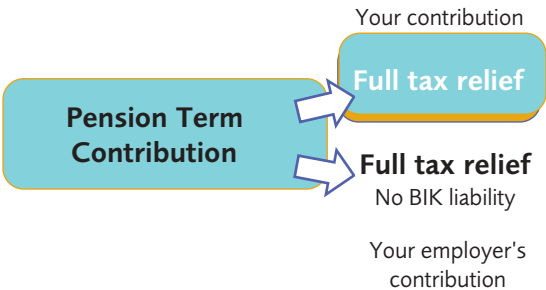 Your contribution
Full tax relief
Pension Term
Contribution
Full tax relief
No BIK liability
Your employer's
contribution